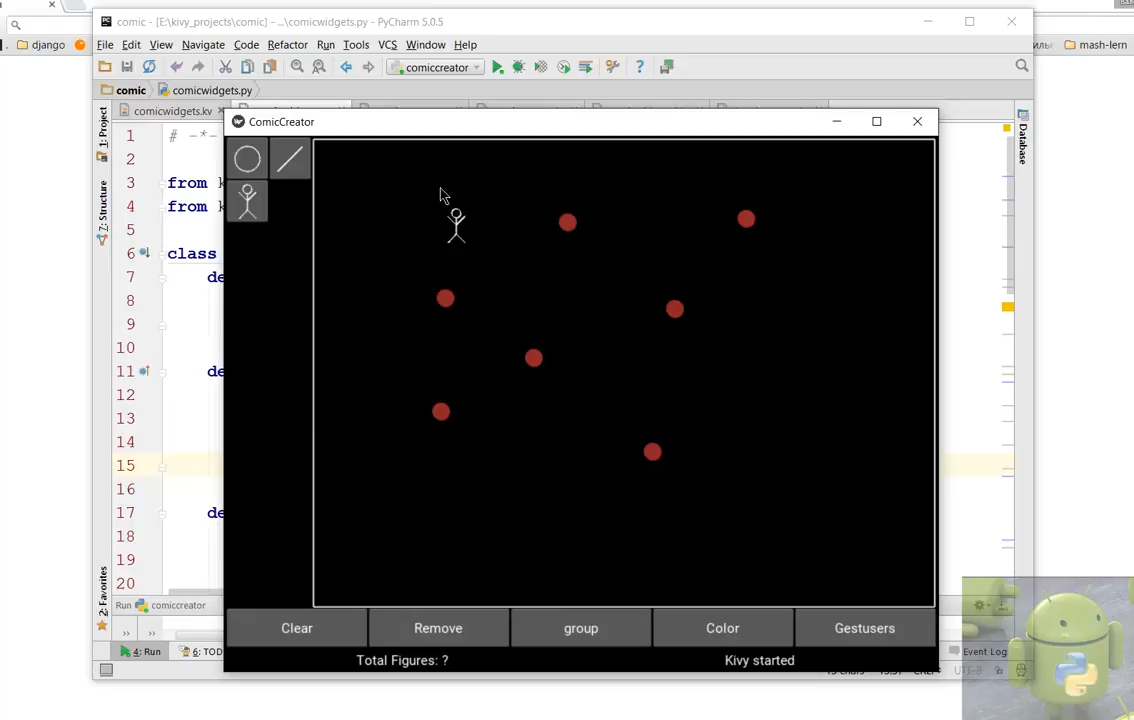 django
mash-lern
comic - [E:\kivy_projects\comic] - ...\comicwidgets.py - PyCharm 5.0.5
File Edit View Navigate Code Refactor Run Tools VCS Window Help
comiccreator
comic comicwidgets.py
comicwidgets.kv
1: Project
7: Structure
2: Favorites
Database
1 # -*-
2
3 from k
4 from k
5
6 class
7 de
8
9
10
11 de
12
13
14
15
16
17 de
18
19
20
ComicCreator
Clear Remove group Color Gestusers
Total Figures: ? Kivy started
Run comiccreator
4: Run 6: TOD Event Log